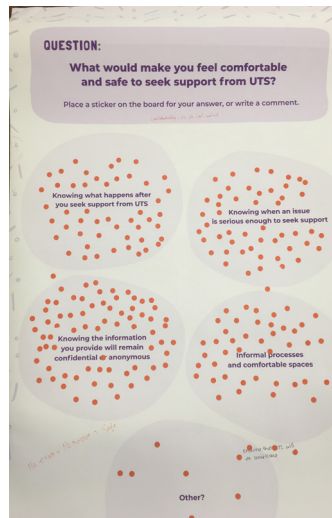 QUESTION:
What would make you feel comfortable
and safe to seek support from UTS?
Place a sticker on the board for your answer, or write a comment.
Knowing what happens after
you seek support from UTS
Knowing when an issue
is serious enough to seek support
Knowing the information
you provide will remain
confidential or anonymous
Informal processes
and comfortable spaces
Other?